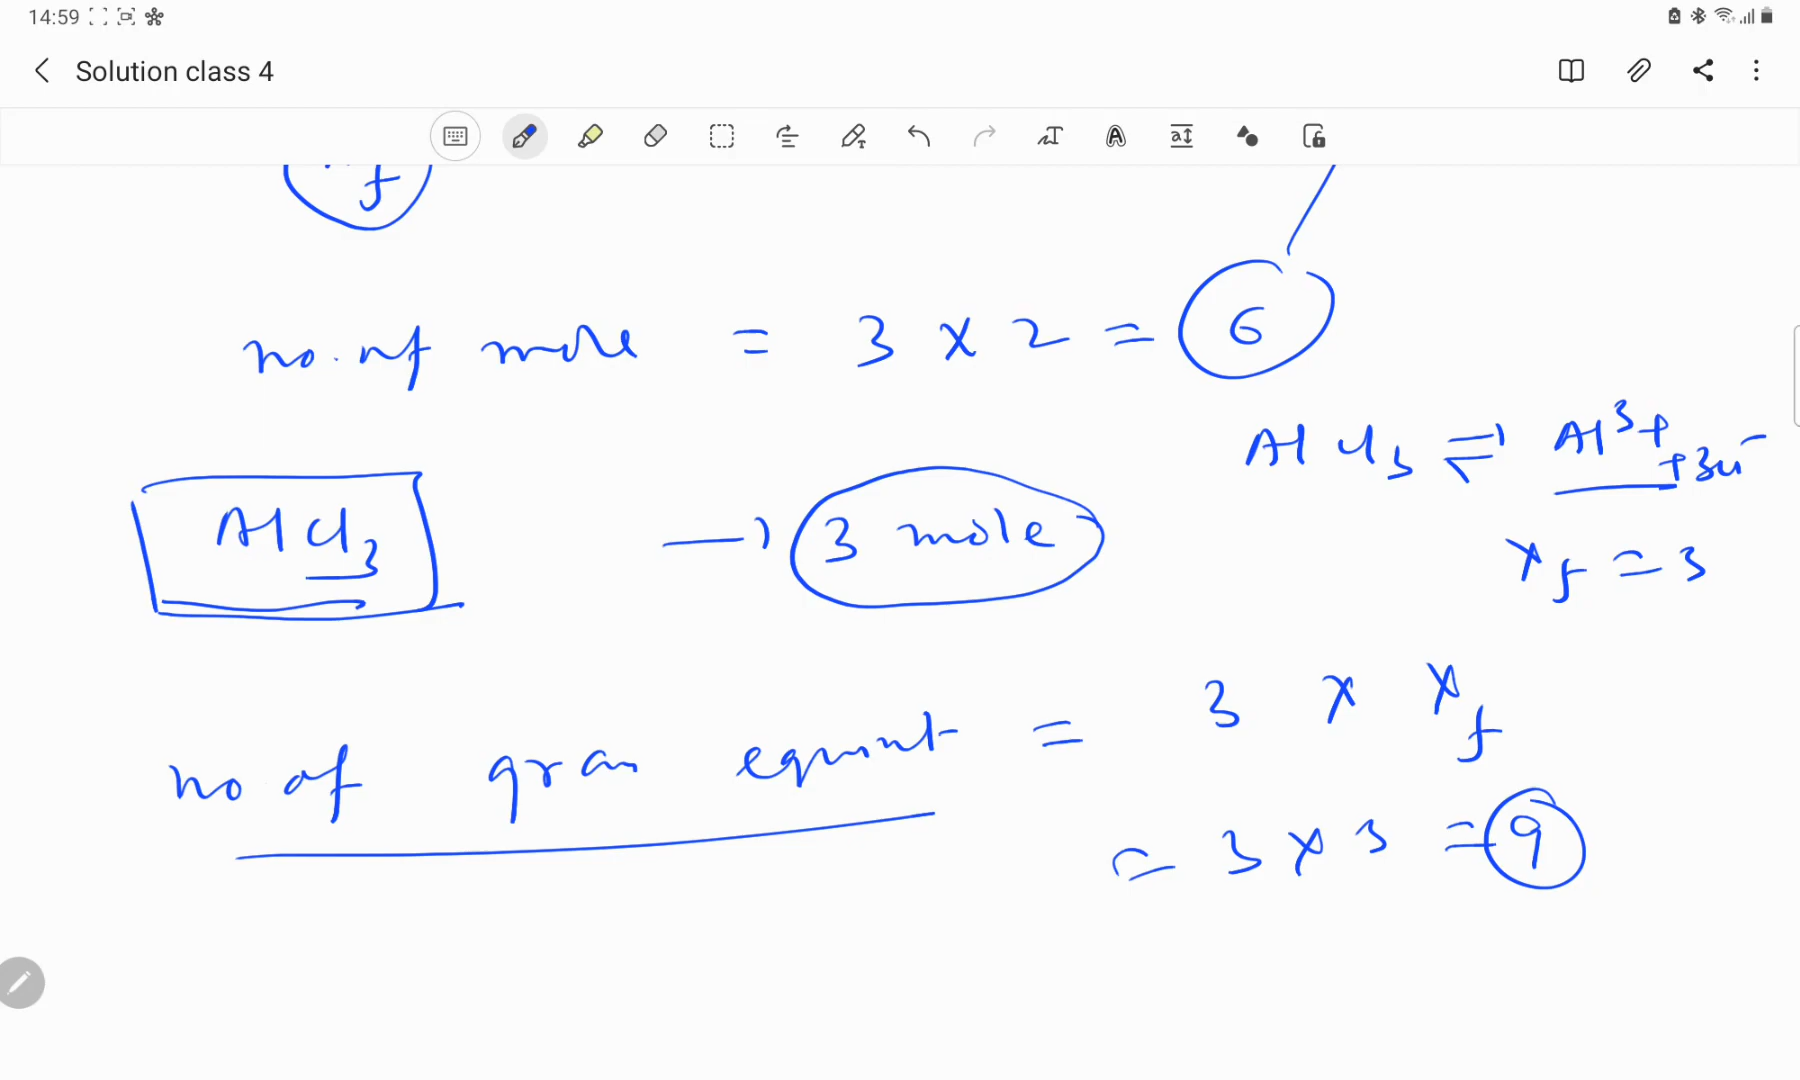 14:59
Solution class 4
f
no. of mole = 3 x 2 = 6
AlCl3 ⇌ Al3+ + 3Cl-
AlCl3 → 3 mole
xf = 3
no of gram equint = 3 x xf
= 3 x 3 = 9